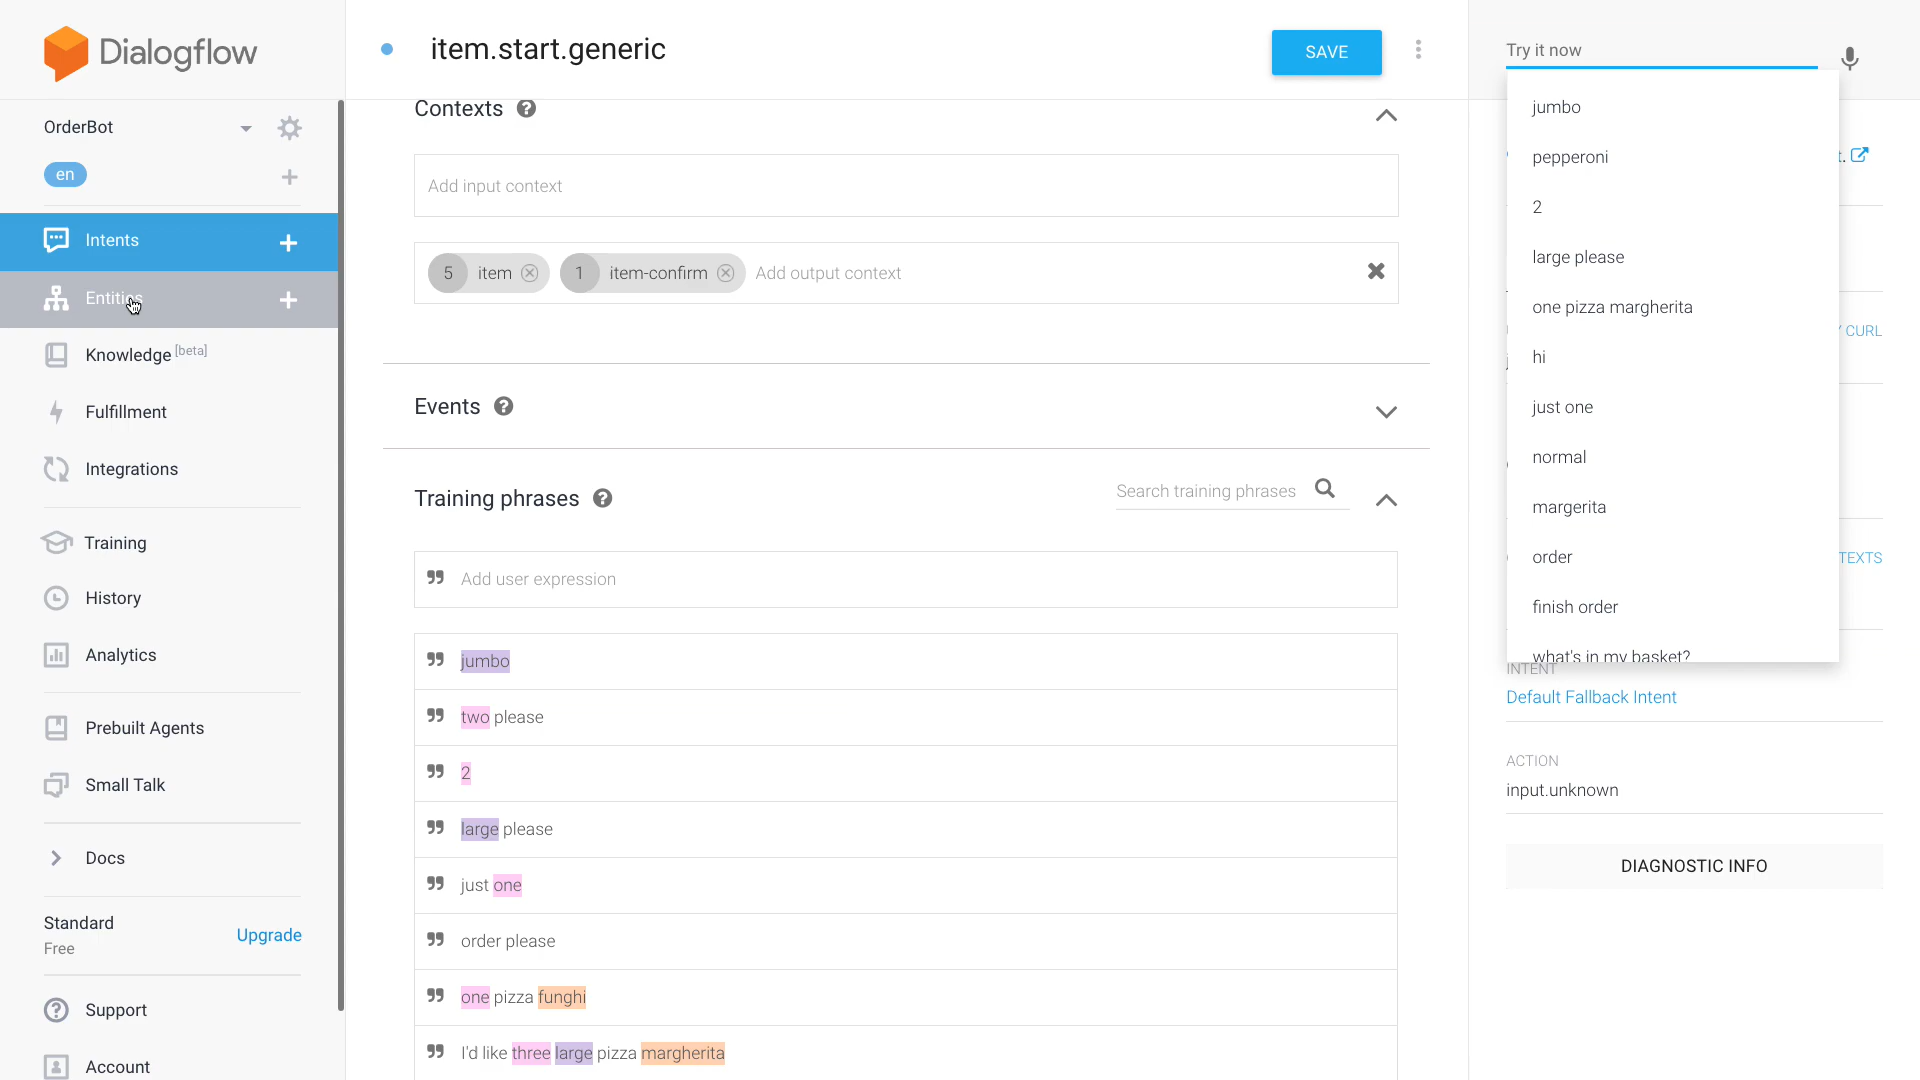 Dialogflow
OrderBot
en
Intents
Entities
Knowledge [beta]
Fulfillment
Integrations
Training
History
Analytics
Prebuilt Agents
Small Talk
Docs
Standard
Free
Upgrade
Support
Account
item.start.generic
SAVE
Contexts
Add input context
5 item
1 item-confirm
Add output context
Events
Training phrases
Search training phrases
Add user expression
jumbo
two please
2
large please
just one
order please
one pizza funghi
I'd like three large pizza margherita
Try it now
jumbo
pepperoni
2
large please
one pizza margherita
hi
just one
normal
margerita
order
finish order
what's in my basket?
t.
CURL
TEXTS
INTENT
Default Fallback Intent
ACTION
input.unknown
DIAGNOSTIC INFO